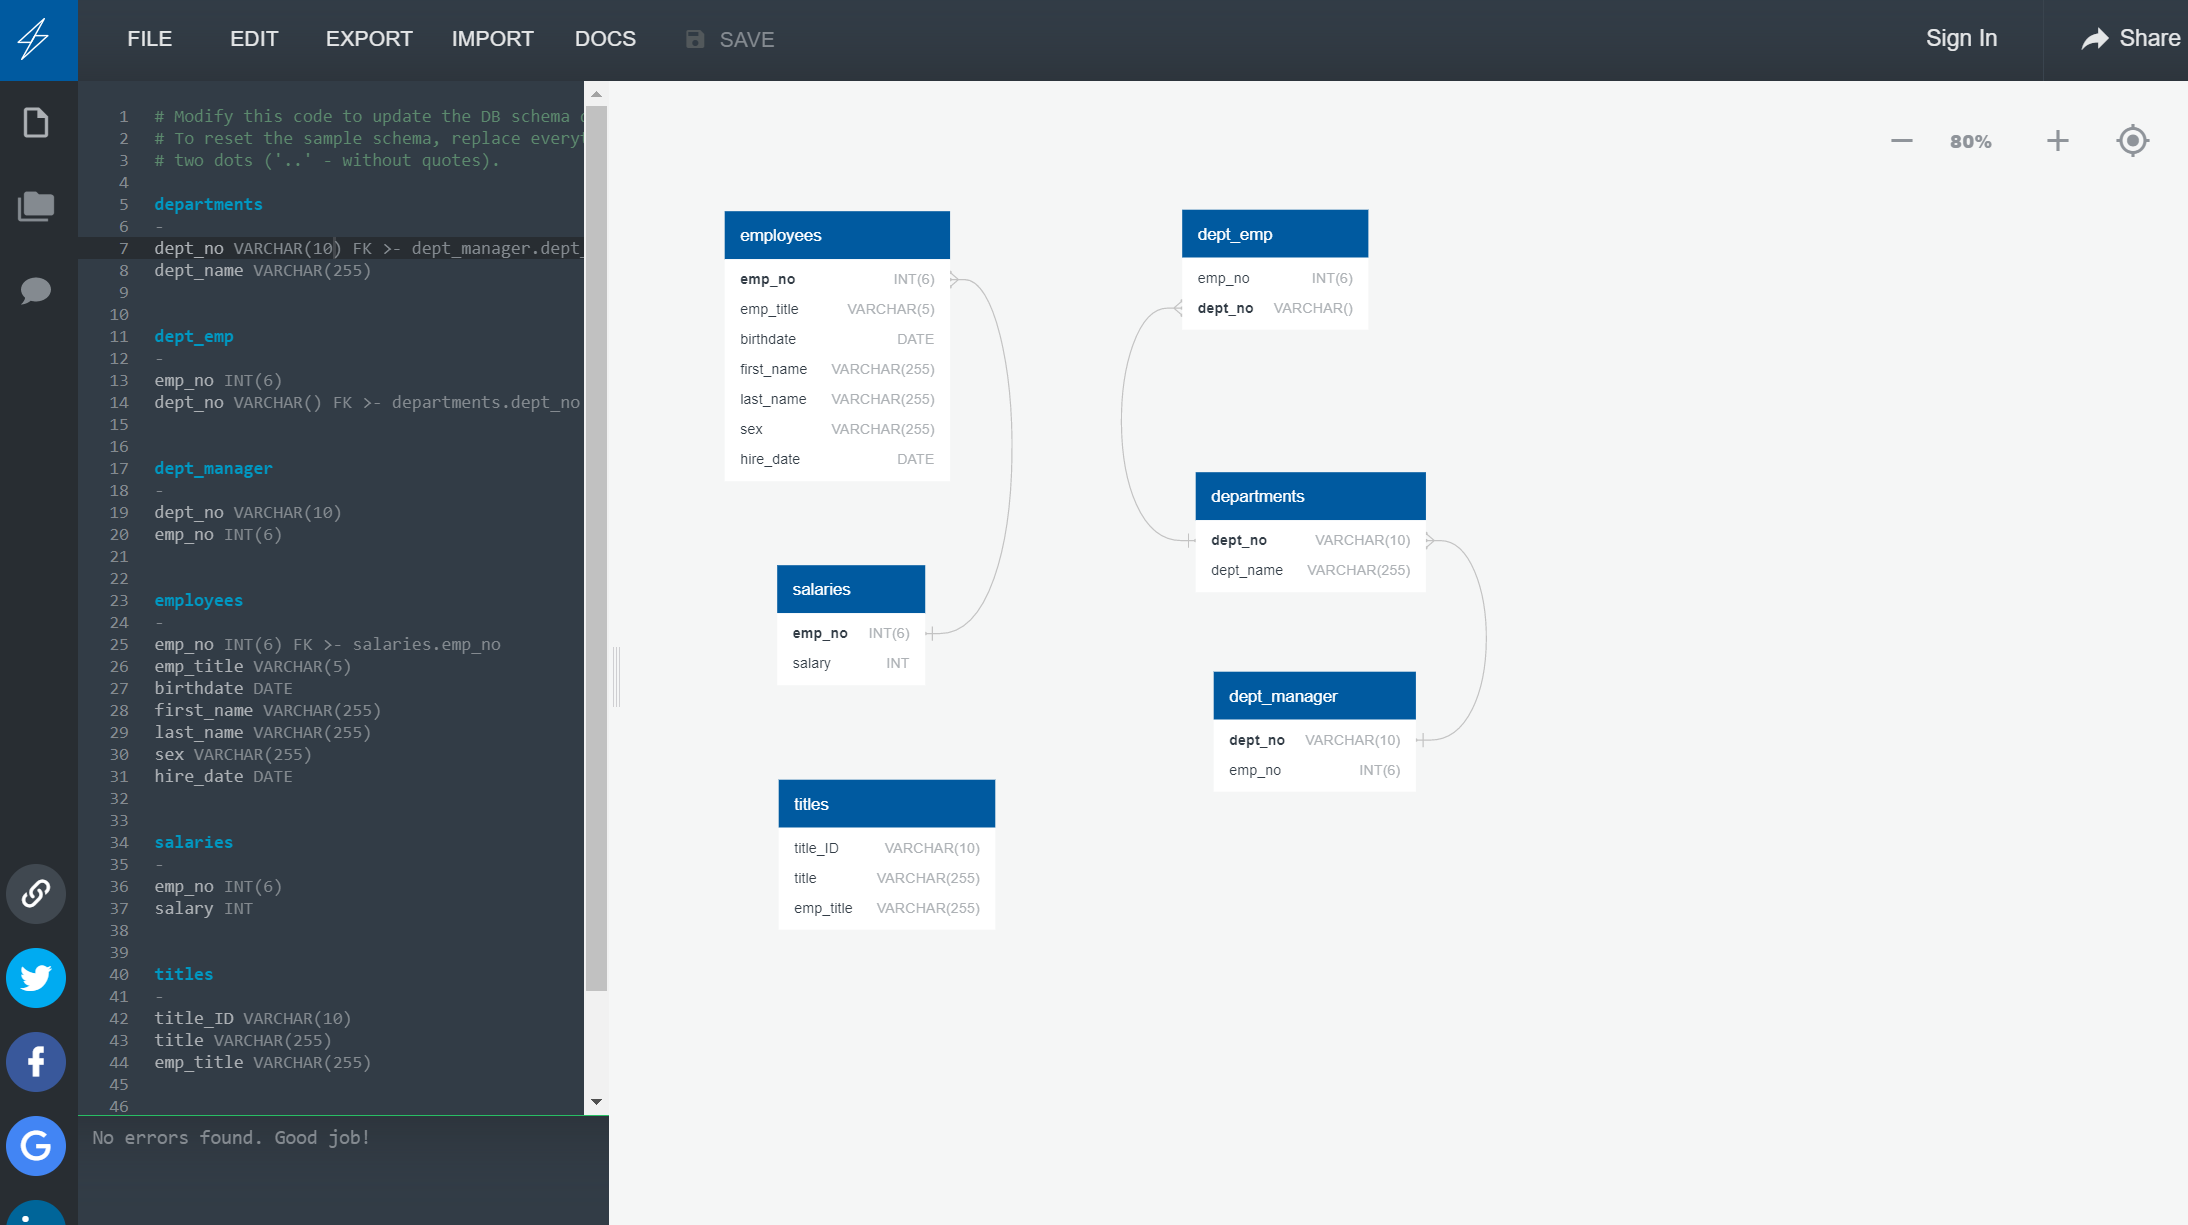 FILE EDIT EXPORT IMPORT DOCS SAVE Sign In Share
1 # Modify this code to update the DB schema
2 # To reset the sample schema, replace
3 # two dots ('..' - without quotes).
4
5 departments
6 -
7 dept_no VARCHAR(10) FK >- dept_manager.dept_
8 dept_name VARCHAR(255)
9
10
11 dept_emp
12 -
13 emp_no INT(6)
14 dept_no VARCHAR() FK >- departments.dept_no
15
16
17 dept_manager
18 -
19 dept_no VARCHAR(10)
20 emp_no INT(6)
21
22
23 employees
24 -
25 emp_no INT(6) FK >- salaries.emp_no
26 emp_title VARCHAR(5)
27 birthdate DATE
28 first_name VARCHAR(255)
29 last_name VARCHAR(255)
30 sex VARCHAR(255)
31 hire_date DATE
32
33
34 salaries
35 -
36 emp_no INT(6)
37 salary INT
38
39
40 titles
41 -
42 title_ID VARCHAR(10)
43 title VARCHAR(255)
44 emp_title VARCHAR(255)
45
46
No errors found. Good job!
80%
employees
emp_no INT(6)
emp_title VARCHAR(5)
birthdate DATE
first_name VARCHAR(255)
last_name VARCHAR(255)
sex VARCHAR(255)
hire_date DATE
dept_emp
emp_no INT(6)
dept_no VARCHAR()
departments
dept_no VARCHAR(10)
dept_name VARCHAR(255)
salaries
emp_no INT(6)
salary INT
dept_manager
dept_no VARCHAR(10)
emp_no INT(6)
titles
title_ID VARCHAR(10)
title VARCHAR(255)
emp_title VARCHAR(255)